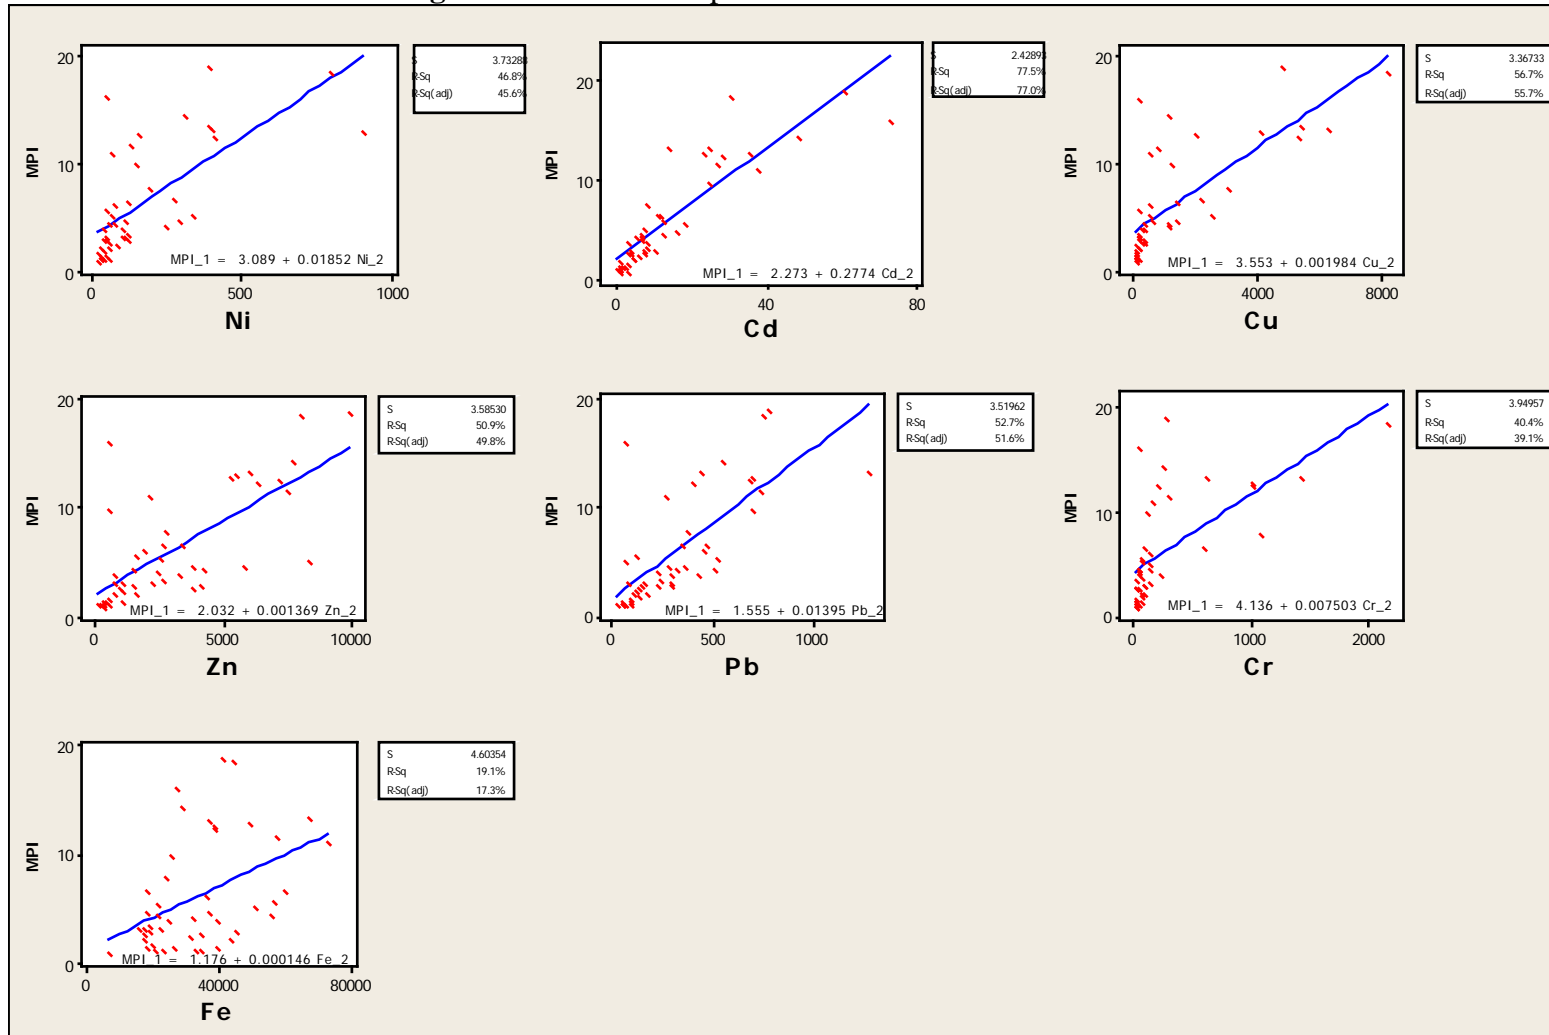 MPI
20
10
0
0
500
1000
Ni
MPI_1 = 3.089 + 0.01852 Ni_2
S 3.73288
R-Sq 46.8%
R-Sq(adj) 45.6%
MPI
20
10
0
0
40
80
Cd
MPI_1 = 2.273 + 0.2774 Cd_2
S 2.42893
R-Sq 77.5%
R-Sq(adj) 77.0%
MPI
20
10
0
0
4000
8000
Cu
MPI_1 = 3.553 + 0.001984 Cu_2
S 3.36733
R-Sq 56.7%
R-Sq(adj) 55.7%
MPI
20
10
0
0
5000
10000
Zn
MPI_1 = 2.032 + 0.001369 Zn_2
S 3.58530
R-Sq 50.9%
R-Sq(adj) 49.8%
MPI
20
10
0
0
500
1000
Pb
MPI_1 = 1.555 + 0.01395 Pb_2
S 3.51962
R-Sq 52.7%
R-Sq(adj) 51.6%
MPI
20
10
0
0
1000
2000
Cr
MPI_1 = 4.136 + 0.007503 Cr_2
S 3.94957
R-Sq 40.4%
R-Sq(adj) 39.1%
MPI
20
10
0
0
40000
80000
Fe
MPI_1 = 1.176 + 0.000146 Fe_2
S 4.60354
R-Sq 19.1%
R-Sq(adj) 17.3%